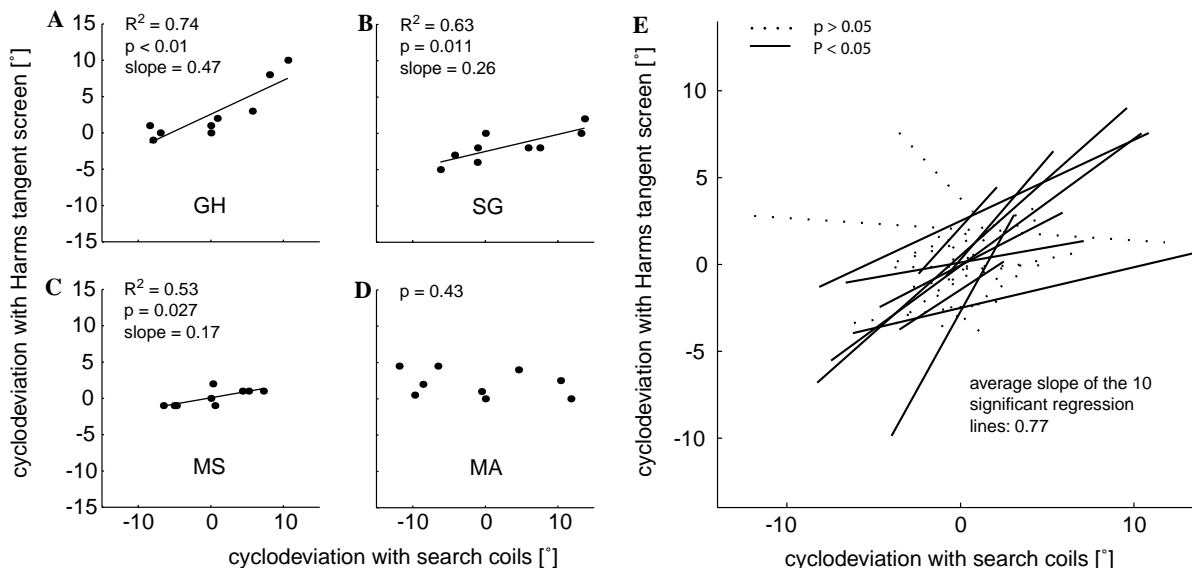 A
R² = 0.74
p < 0.01
slope = 0.47
GH
15
10
5
0
-5
-10
-15
B
R² = 0.63
p = 0.011
slope = 0.26
SG
C
R² = 0.53
p = 0.027
slope = 0.17
MS
15
10
5
0
-5
-10
-15
-10
0
10
D
p = 0.43
MA
-10
0
10
cyclodeviation with Harms tangent screen [°]
cyclodeviation with search coils [°]
E
p > 0.05
P < 0.05
10
5
0
-5
-10
average slope of the 10
significant regression
lines: 0.77
-10
0
10
cyclodeviation with Harms tangent screen [°]
cyclodeviation with search coils [°]